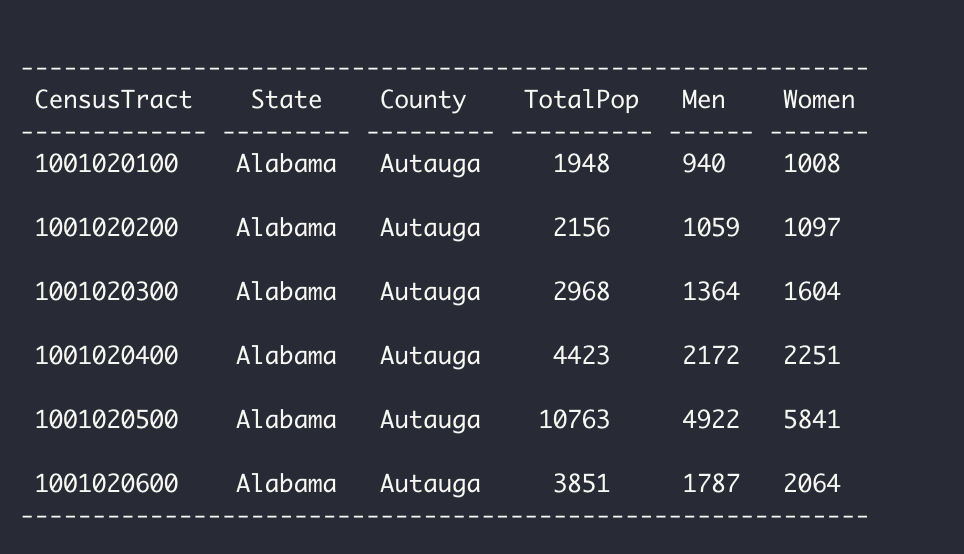 -----------------------------------------------------------
CensusTract    State    County    TotalPop   Men    Women
------------- --------- --------- ---------- ------ -------
1001020100    Alabama   Autauga     1948     940    1008
1001020200    Alabama   Autauga     2156     1059   1097
1001020300    Alabama   Autauga     2968     1364   1604
1001020400    Alabama   Autauga     4423     2172   2251
1001020500    Alabama   Autauga    10763     4922   5841
1001020600    Alabama   Autauga     3851     1787   2064
-----------------------------------------------------------